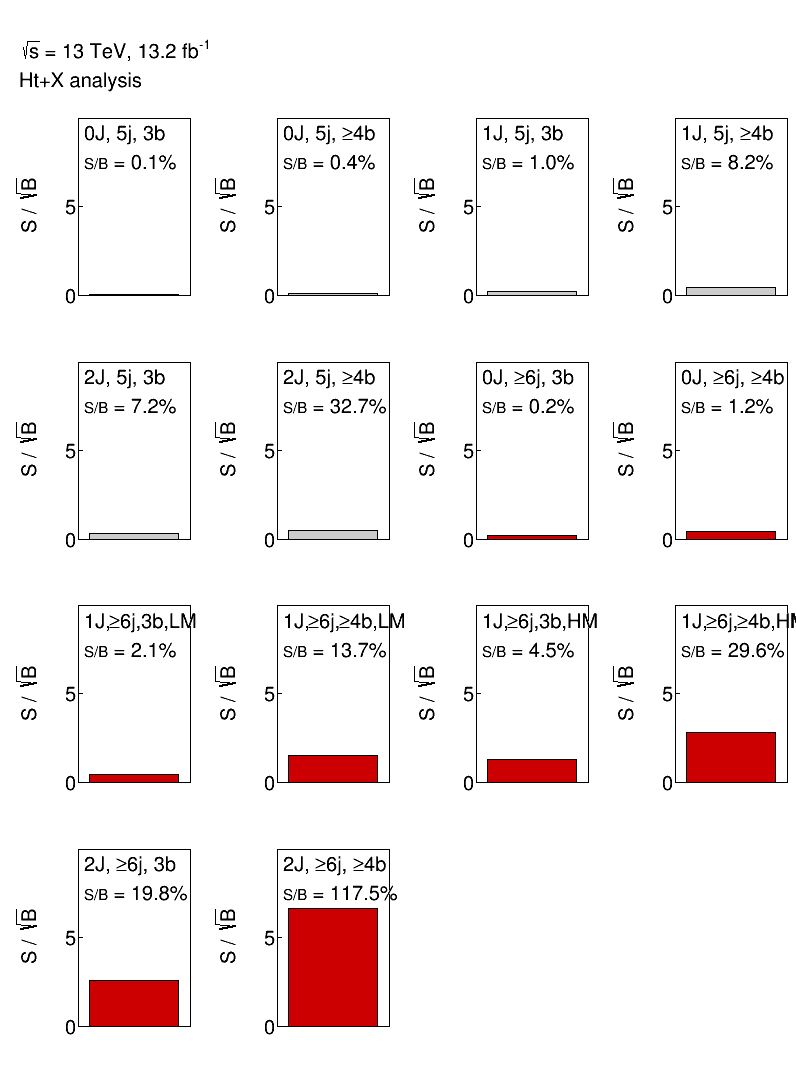 √s = 13 TeV, 13.2 fb⁻¹
Ht+X analysis
0J, 5j, 3b
S/B = 0.1%
S / √B
5
0
0J, 5j, ≥4b
S/B = 0.4%
S / √B
5
0
1J, 5j, 3b
S/B = 1.0%
S / √B
5
0
1J, 5j, ≥4b
S/B = 8.2%
S / √B
5
0
2J, 5j, 3b
S/B = 7.2%
S / √B
5
0
2J, 5j, ≥4b
S/B = 32.7%
S / √B
5
0
0J, ≥6j, 3b
S/B = 0.2%
S / √B
5
0
0J, ≥6j, ≥4b
S/B = 1.2%
S / √B
5
0
1J,≥6j,3b,LM
S/B = 2.1%
S / √B
5
0
1J,≥6j,≥4b,LM
S/B = 13.7%
S / √B
5
0
1J,≥6j,3b,HM
S/B = 4.5%
S / √B
5
0
1J,≥6j,≥4b,HM
S/B = 29.6%
S / √B
5
0
2J, ≥6j, 3b
S/B = 19.8%
S / √B
5
0
2J, ≥6j, ≥4b
S/B = 117.5%
S / √B
5
0